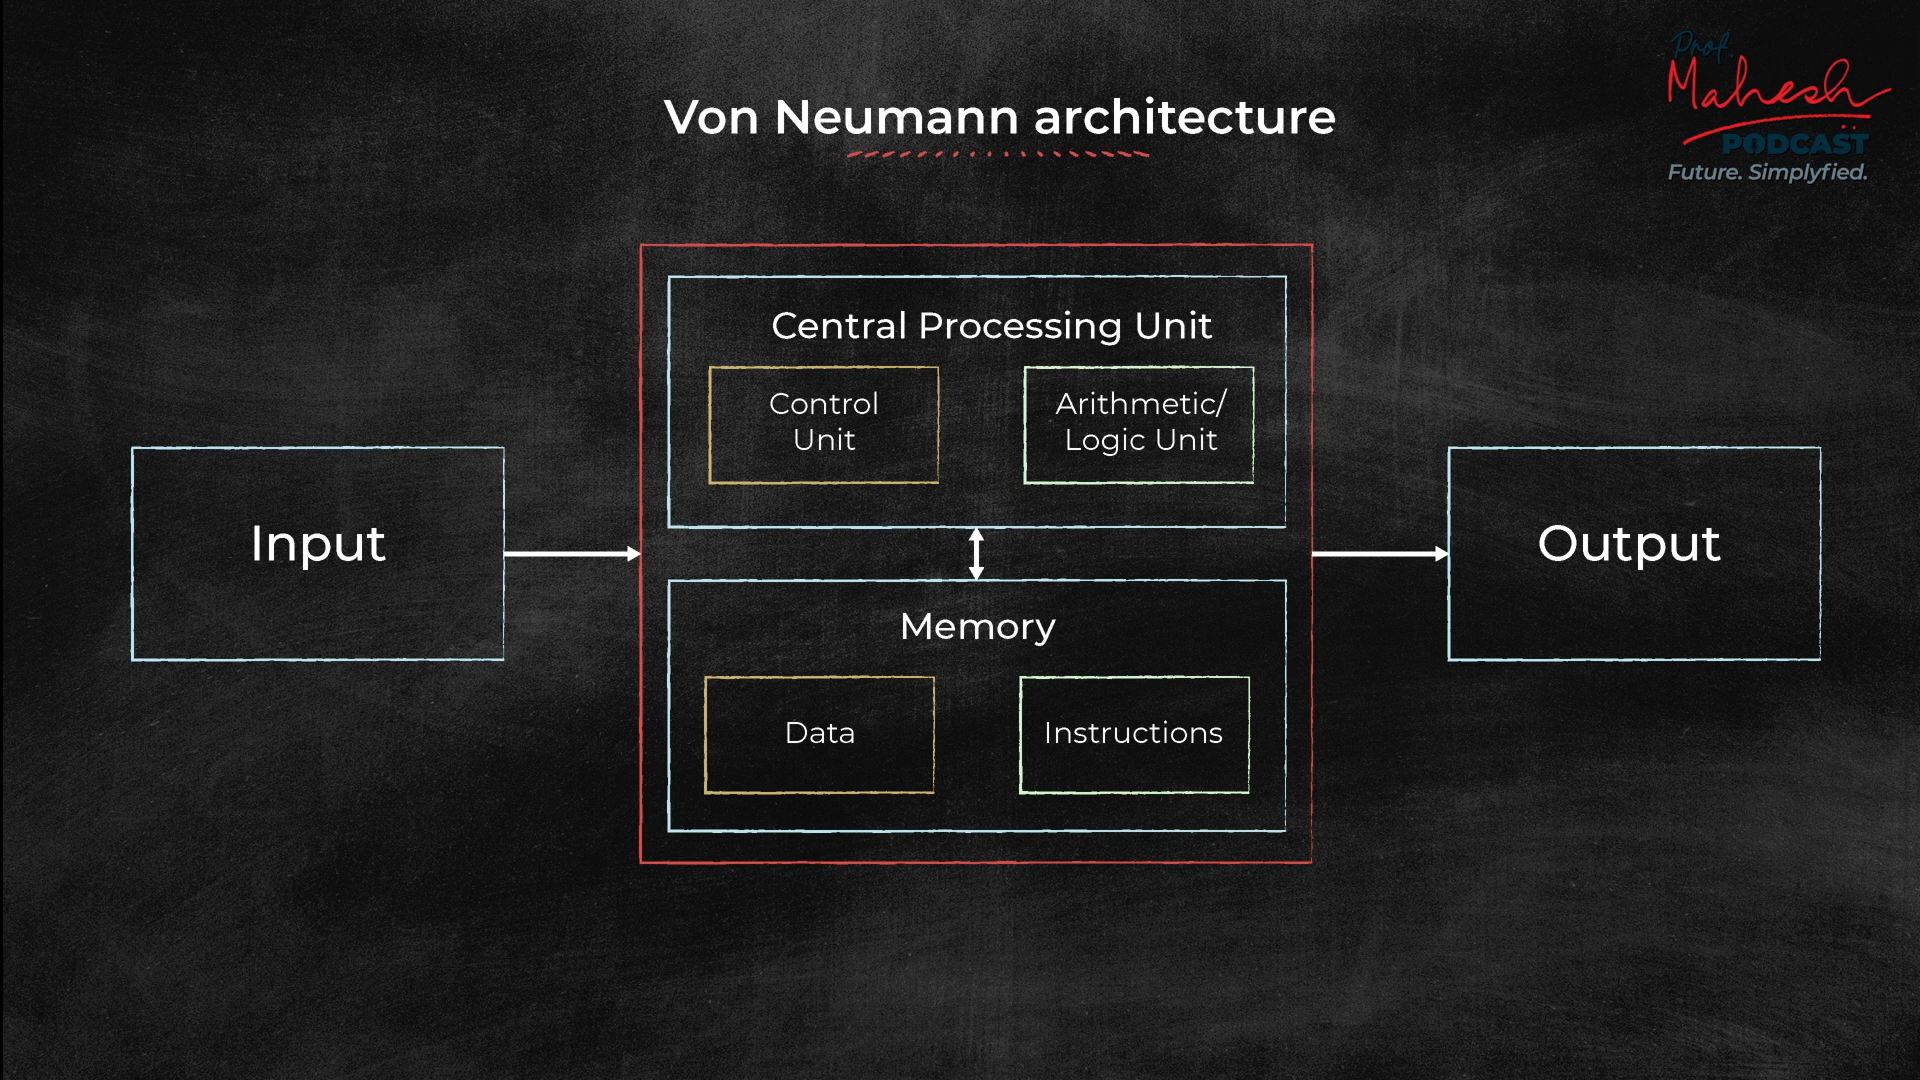 Prof.
Mahesh
PODCAST
Future. Simplyfied.
Von Neumann architecture
Central Processing Unit
Control
Unit
Arithmetic/
Logic Unit
Input
Output
Memory
Data
Instructions